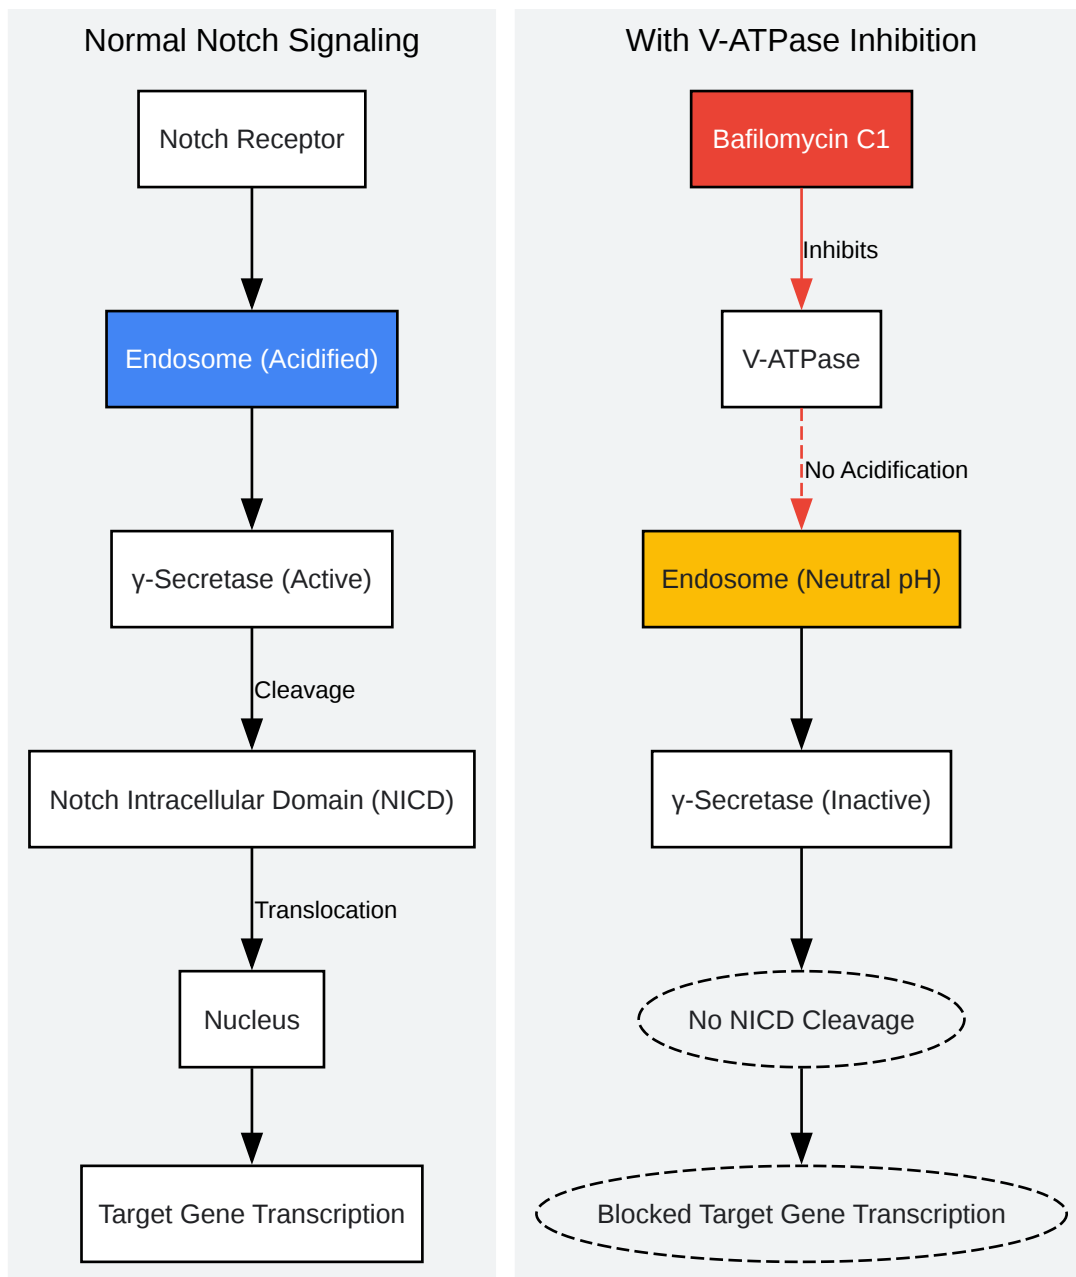 Normal Notch Signaling
Notch Receptor
Endosome (Acidified)
γ-Secretase (Active)
Cleavage
Notch Intracellular Domain (NICD)
Translocation
Nucleus
Target Gene Transcription
With V-ATPase Inhibition
Bafilomycin C1
Inhibits
V-ATPase
No Acidification
Endosome (Neutral pH)
γ-Secretase (Inactive)
No NICD Cleavage
Blocked Target Gene Transcription